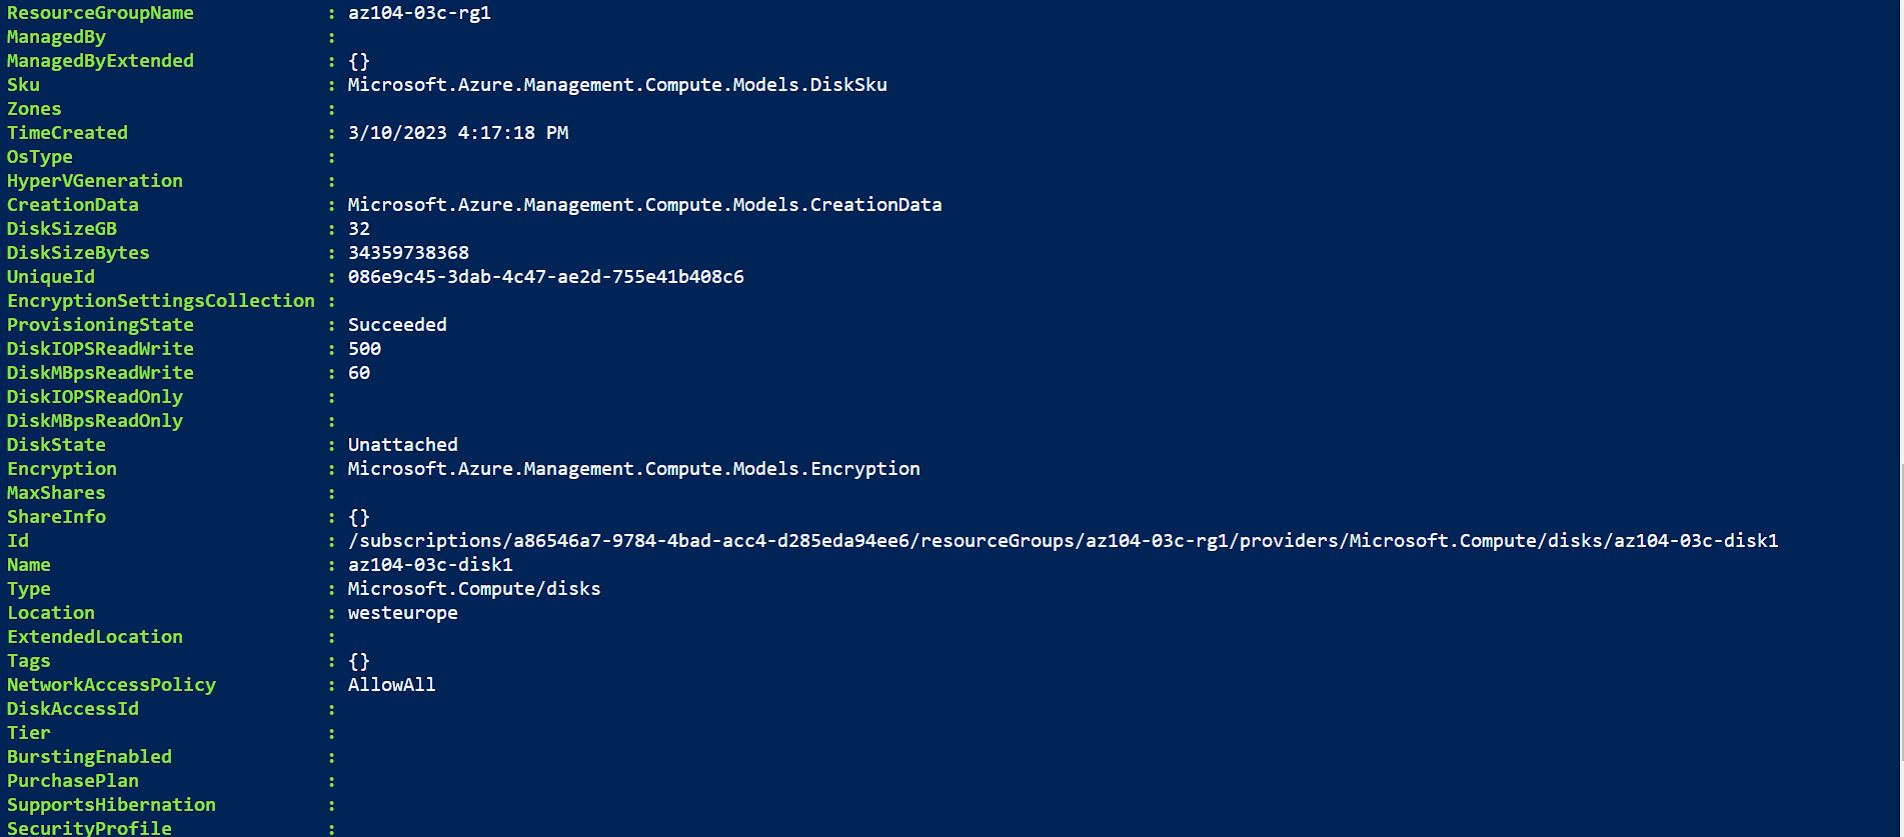 ResourceGroupName : az104-03c-rg1
ManagedBy :
ManagedByExtended : {}
Sku : Microsoft.Azure.Management.Compute.Models.DiskSku
Zones :
TimeCreated : 3/10/2023 4:17:18 PM
OsType :
HyperVGeneration :
CreationData : Microsoft.Azure.Management.Compute.Models.CreationData
DiskSizeGB : 32
DiskSizeBytes : 34359738368
UniqueId : 086e9c45-3dab-4c47-ae2d-755e41b408c6
EncryptionSettingsCollection :
ProvisioningState : Succeeded
DiskIOPSReadWrite : 500
DiskMBpsReadWrite : 60
DiskIOPSReadOnly :
DiskMBpsReadOnly :
DiskState : Unattached
Encryption : Microsoft.Azure.Management.Compute.Models.Encryption
MaxShares :
ShareInfo : {}
Id : /subscriptions/a86546a7-9784-4bad-acc4-d285eda94ee6/resourceGroups/az104-03c-rg1/providers/Microsoft.Compute/disks/az104-03c-disk1
Name : az104-03c-disk1
Type : Microsoft.Compute/disks
Location : westeurope
ExtendedLocation :
Tags : {}
NetworkAccessPolicy : AllowAll
DiskAccessId :
Tier :
BurstingEnabled :
PurchasePlan :
SupportsHibernation :
SecurityProfile :